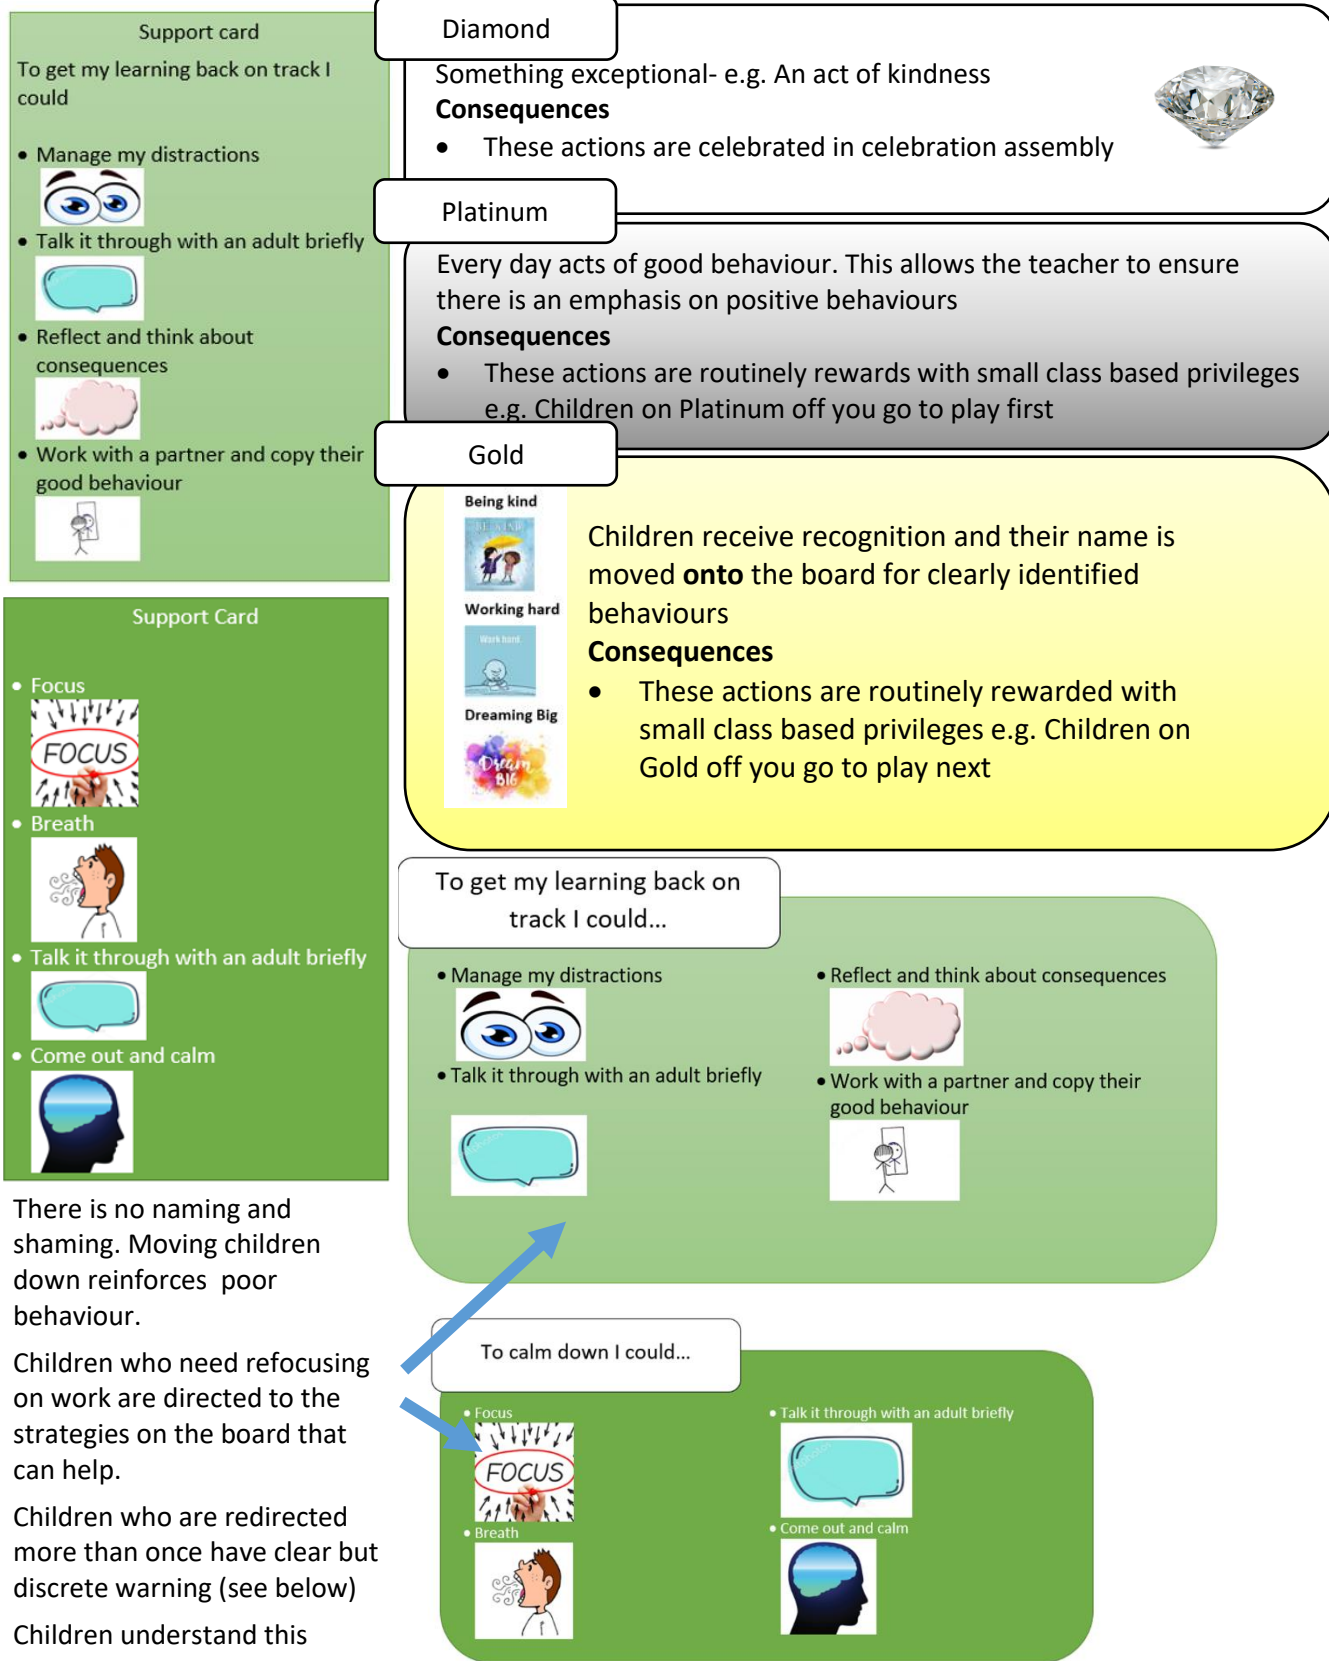 Support card
To get my learning back on track I
could
• Manage my distractions
• Talk it through with an adult briefly
• Reflect and think about
consequences
• Work with a partner and copy their
good behaviour
Support Card
• Focus
FOCUS
• Breath
• Talk it through with an adult briefly
• Come out and calm
There is no naming and
shaming. Moving children
down reinforces poor
behaviour.
Children who need refocusing
on work are directed to the
strategies on the board that
can help.
Children who are redirected
more than once have clear but
discrete warning (see below)
Children understand this
Diamond
Something exceptional- e.g. An act of kindness
Consequences
• These actions are celebrated in celebration assembly
Platinum
Every day acts of good behaviour. This allows the teacher to ensure
there is an emphasis on positive behaviours
Consequences
• These actions are routinely rewards with small class based privileges
e.g. Children on Platinum off you go to play first
Gold
Being kind
BE KIND
Working hard
Work hard
Dreaming Big
Dream
BIG
Children receive recognition and their name is
moved onto the board for clearly identified
behaviours
Consequences
• These actions are routinely rewarded with
small class based privileges e.g. Children on
Gold off you go to play next
To get my learning back on
track I could...
• Manage my distractions
• Talk it through with an adult briefly
• Reflect and think about consequences
• Work with a partner and copy their
good behaviour
To calm down I could...
• Focus
FOCUS
• Breath
• Talk it through with an adult briefly
• Come out and calm